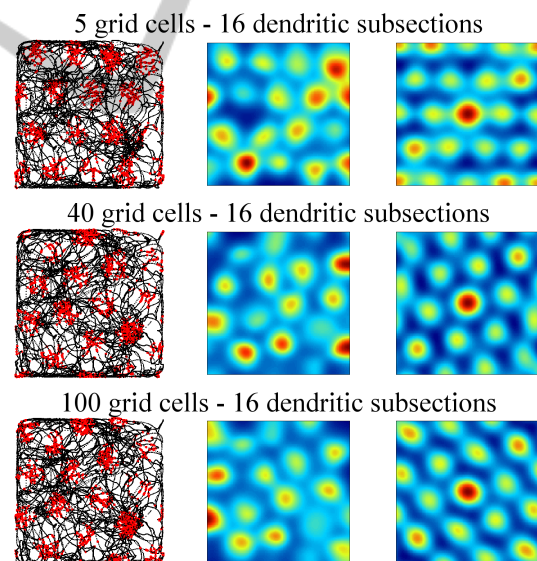 5 grid cells - 16 dendritic subsections
40 grid cells - 16 dendritic subsections
100 grid cells - 16 dendritic subsections